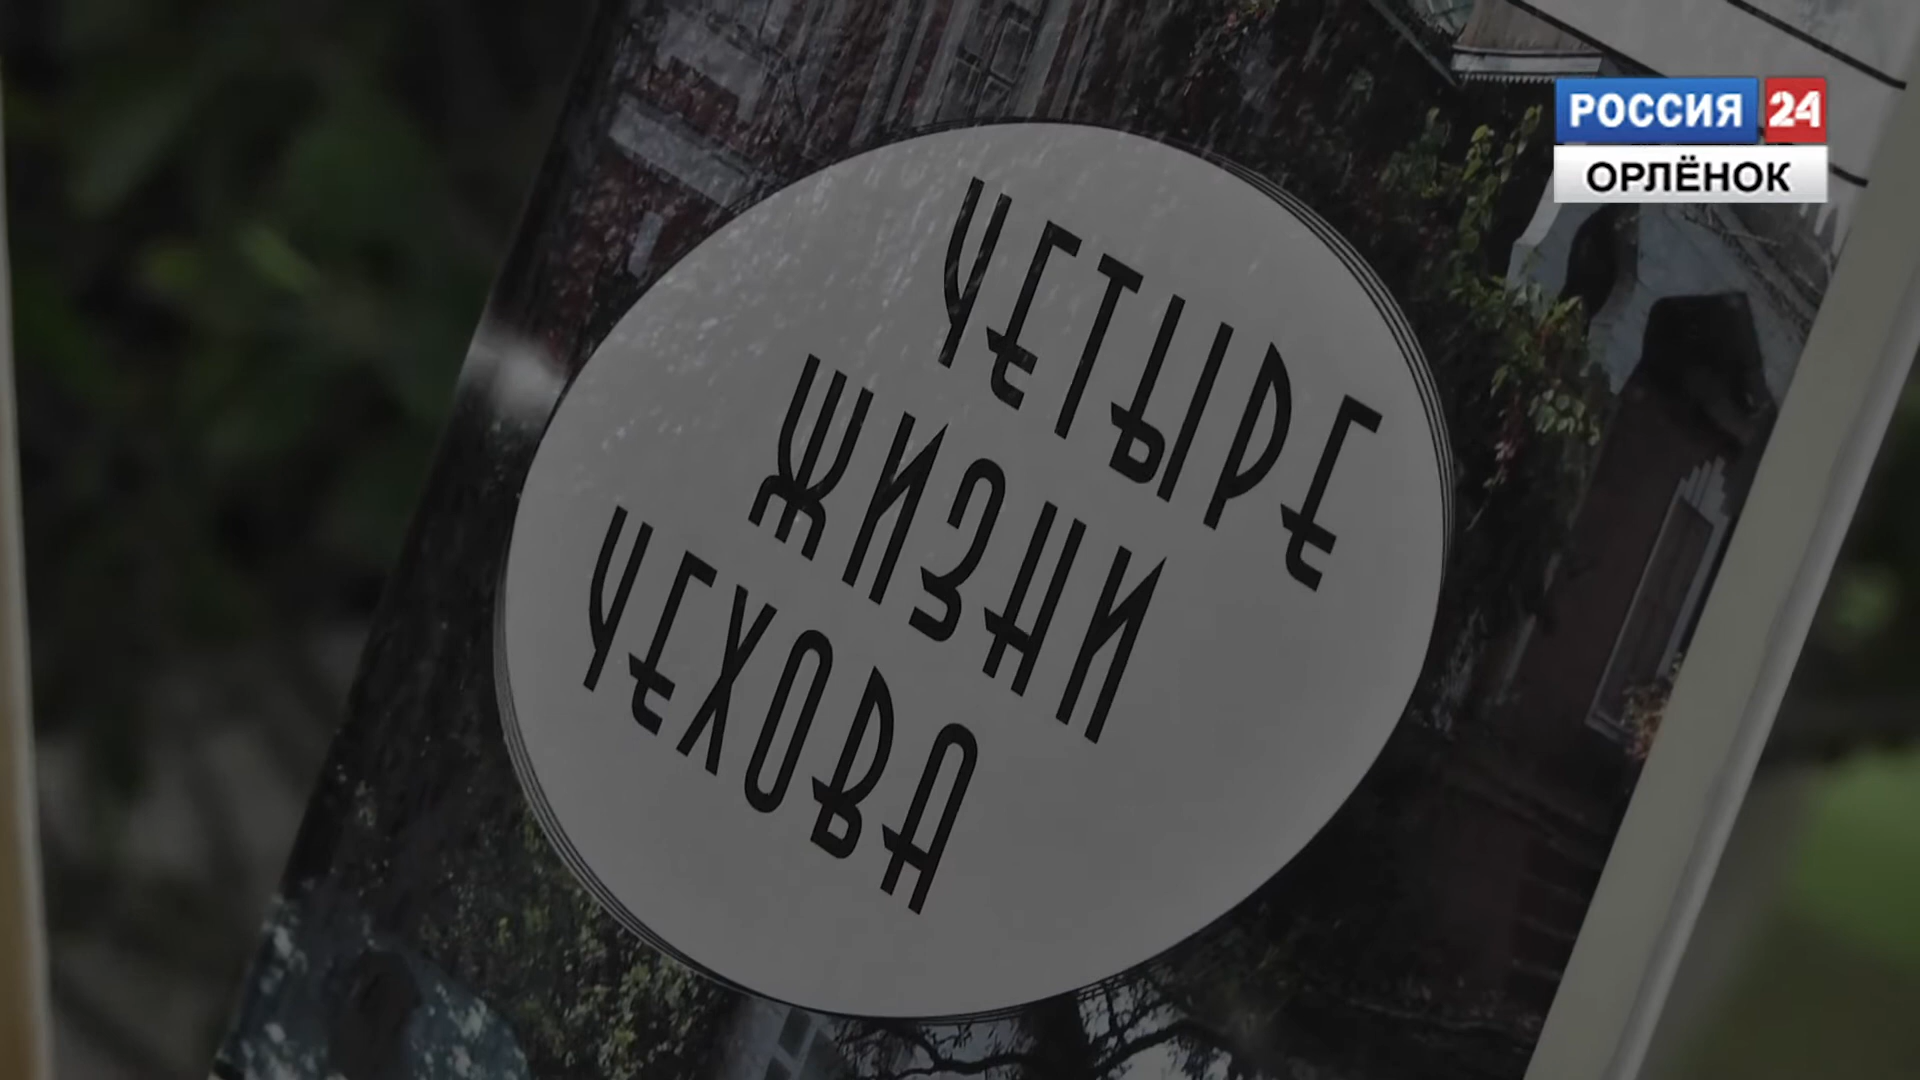 РОССИЯ 24
ОРЛЁНОК
ЧЕТЫРЕ
ЖИЗНИ
ЧЕХОВА